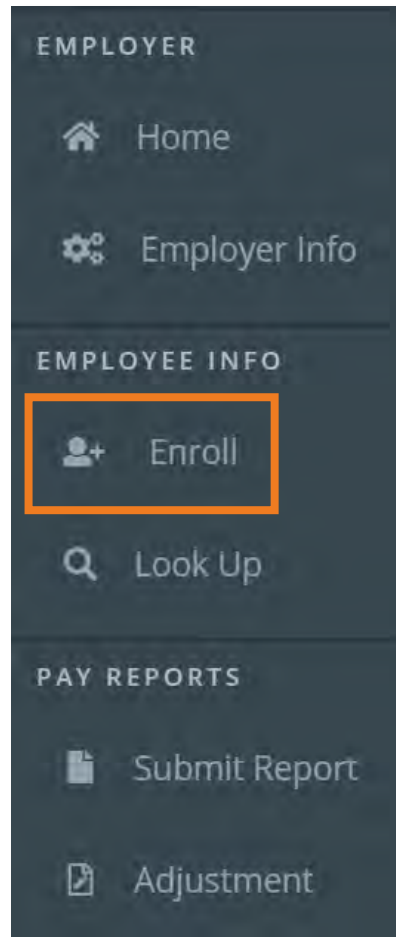 EMPLOYER
Home
Employer Info
EMPLOYEE INFO
Enroll
Look Up
PAY REPORTS
Submit Report
Adjustment